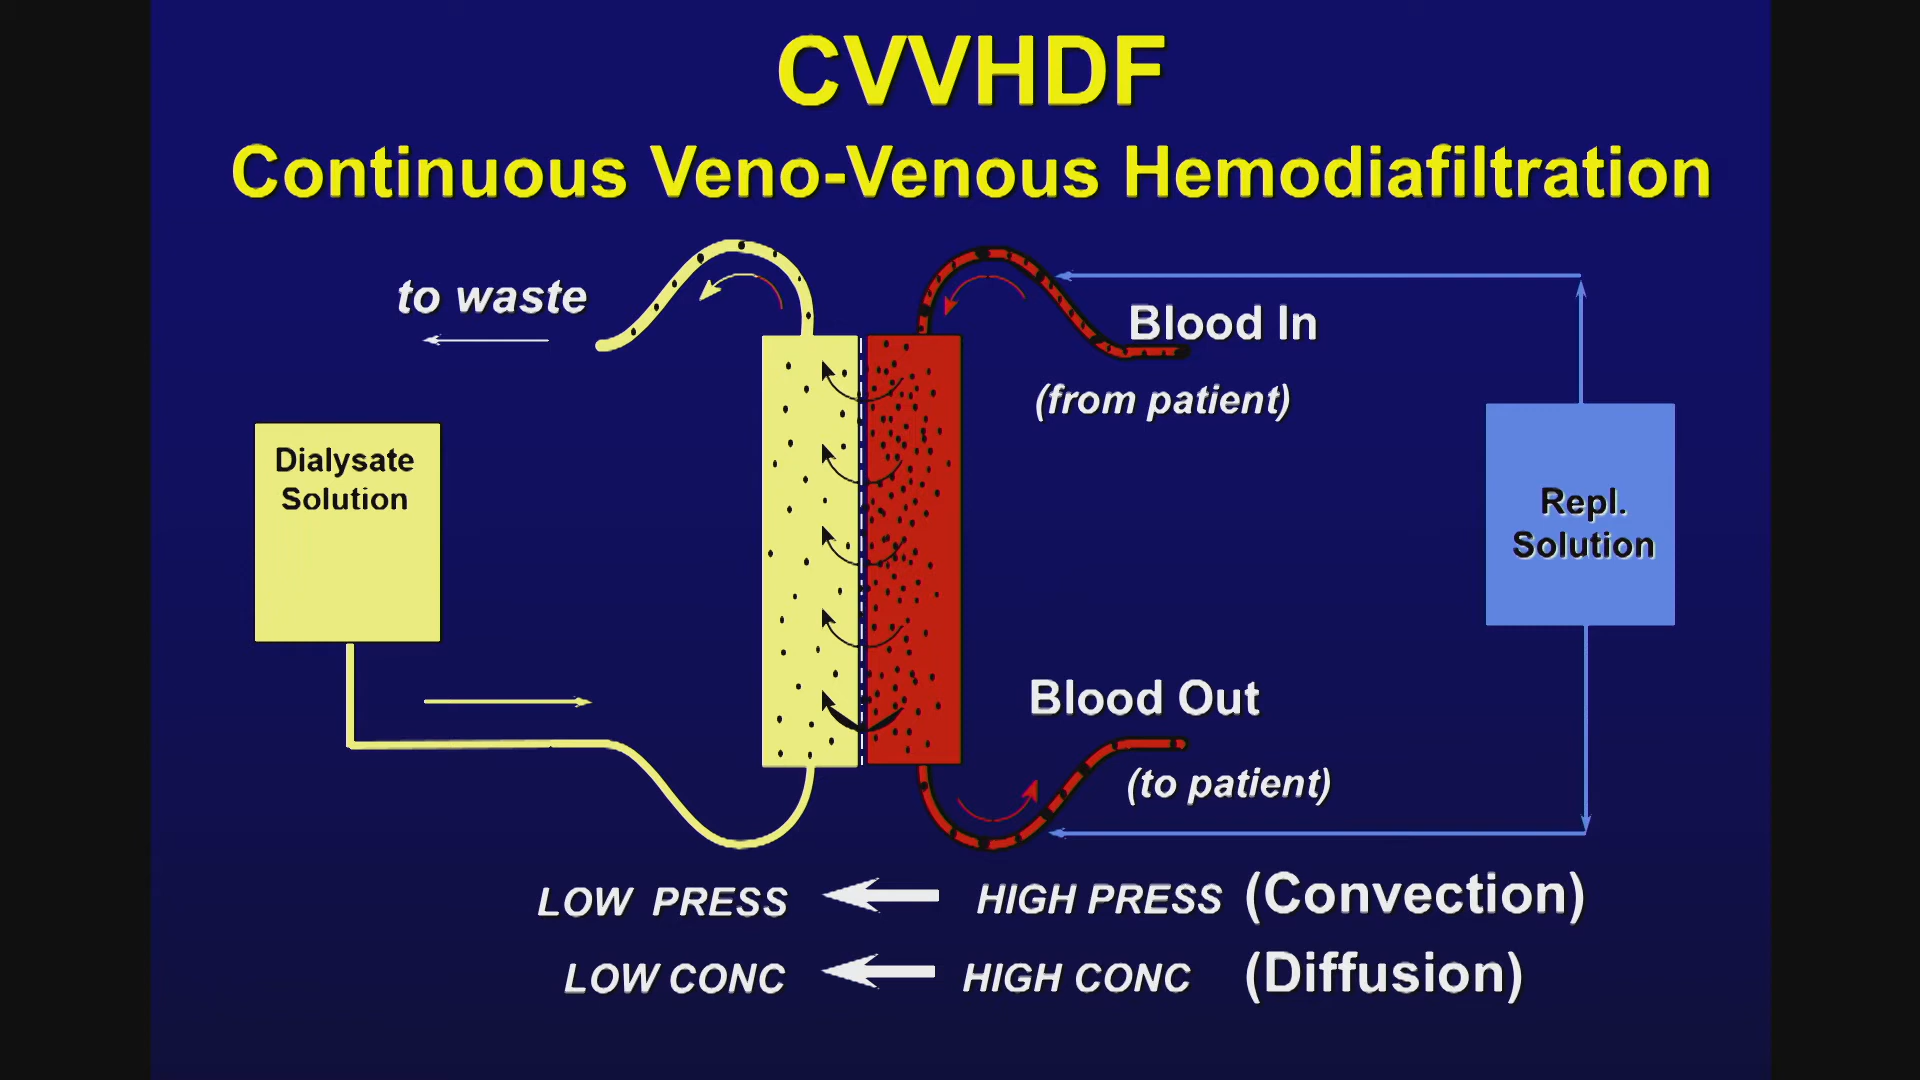 CVVHDF
Continuous Veno-Venous Hemodiafiltration
to waste
Blood In
(from patient)
Dialysate
Solution
Repl.
Solution
Blood Out
(to patient)
LOW PRESS HIGH PRESS (Convection)
LOW CONC HIGH CONC (Diffusion)